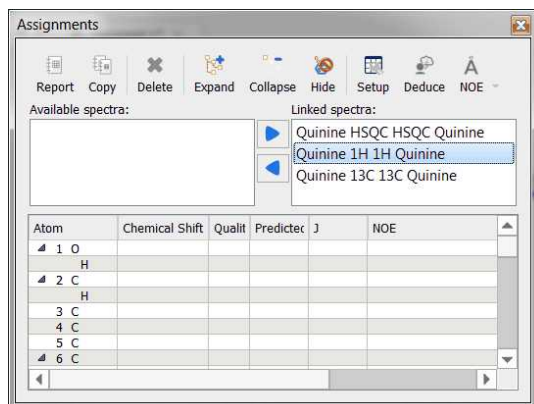 Assignments
Report Copy Delete Expand Collapse Hide Setup Deduce NOE
Available spectra: Linked spectra:
Quinine HSQC HSQC Quinine
Quinine 1H 1H Quinine
Quinine 13C 13C Quinine
Atom Chemical Shift Qualit Predictec J NOE
1 O
H
2 C
H
3 C
4 C
5 C
6 C